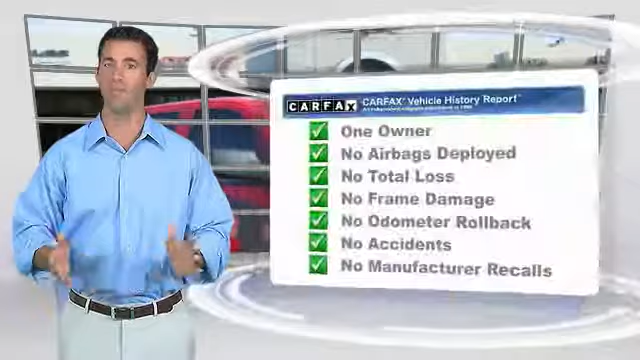 CARFAX CARFAX Vehicle History Report™
One Owner
No Airbags Deployed
No Total Loss
No Frame Damage
No Odometer Rollback
No Accidents
No Manufacturer Recalls